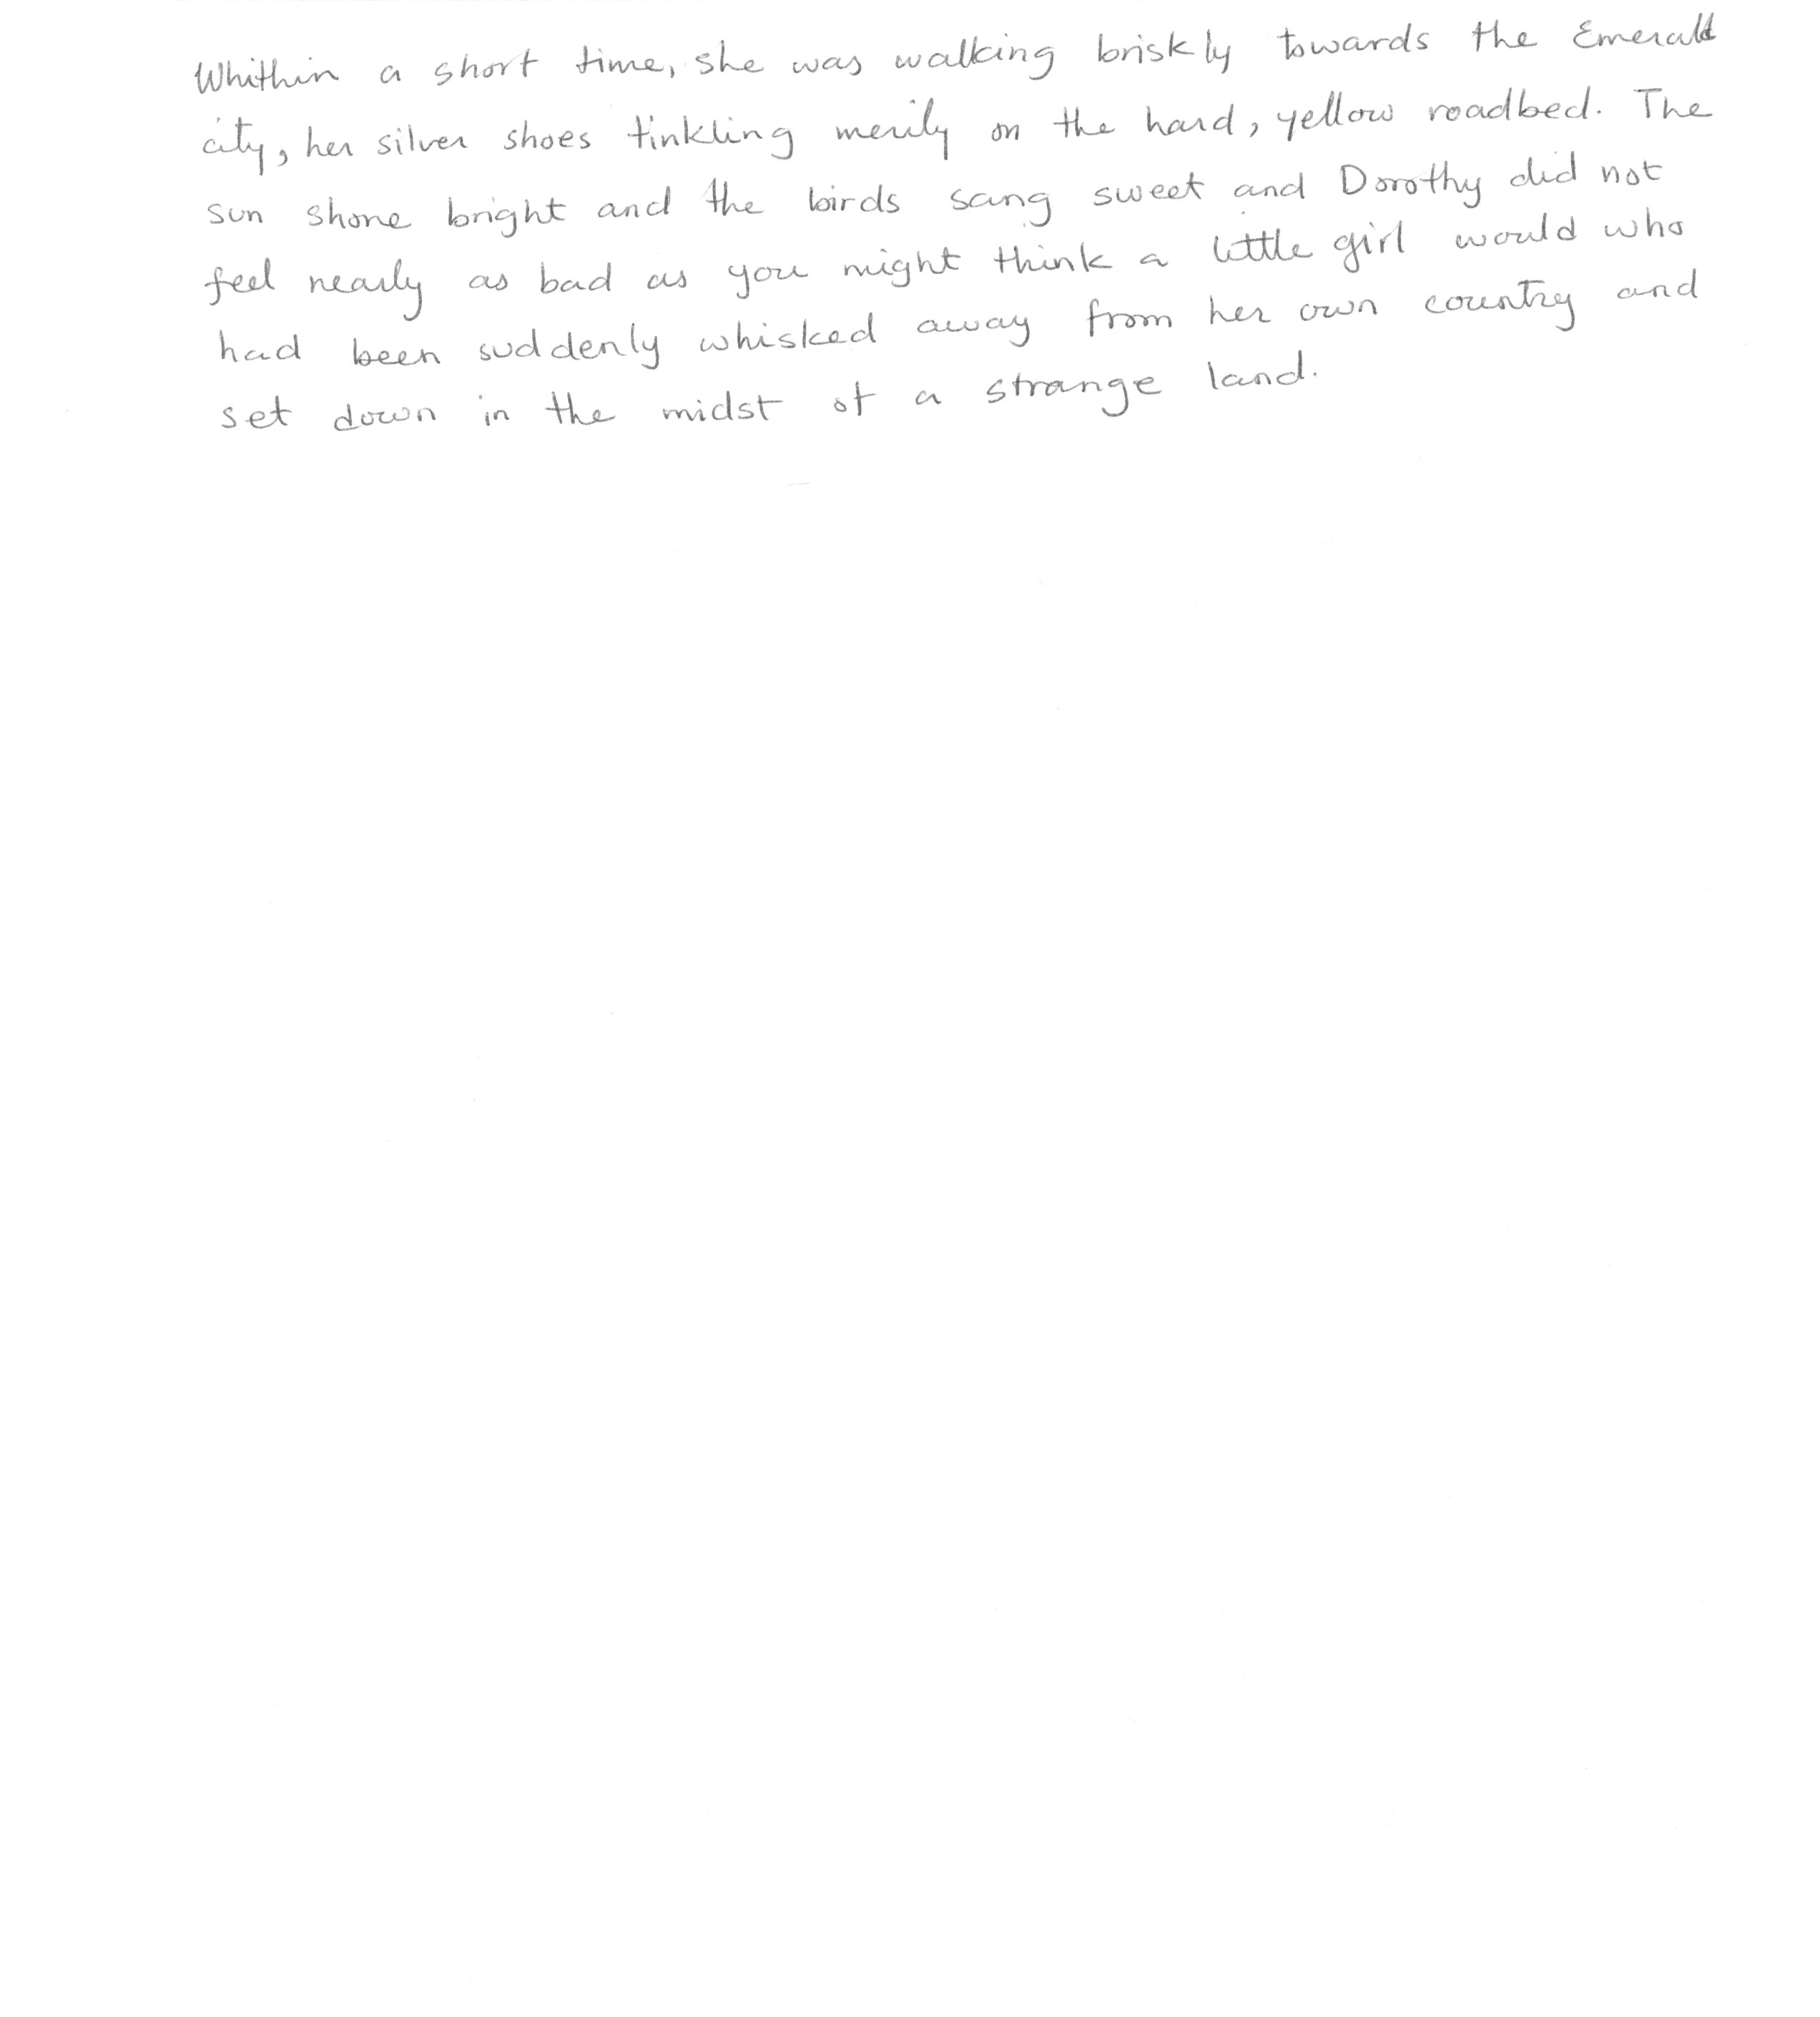 Whithin a short time, she was walking briskly towards the Emerald
city, her silver shoes tinkling merily on the hard, yellow roadbed. The
sun shone bright and the birds sang sweet and Dorothy did not
feel nearly as bad as you might think a little girl would who
had been suddenly whisked away from her own country and
set down in the midst of a strange land.